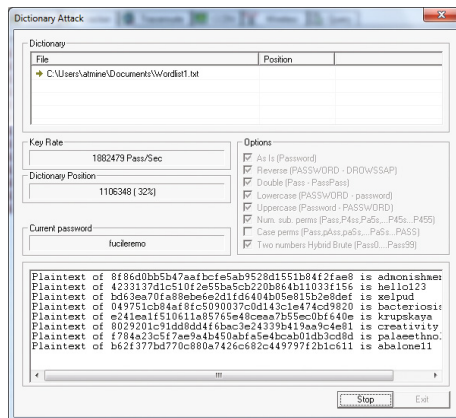 Dictionary Attack
Dictionary
File Position
C:\Users\atmine\Documents\Wordlist1.txt
Key Rate
1882479 Pass/Sec
Dictionary Position
1106348 ( 32%)
Current password
fucileremo
Options
As Is (Password)
Reverse (PASSWORD - DROWSSAP)
Double (Pass - PassPass)
Lowercase (PASSWORD - password)
Uppercase (Password - PASSWORD)
Num. sub. perms (Pass,P4ss,Pa5s,...P45s...P455)
Case perms (Pass,pAss,paSs,...PaSs...PASS)
Two numbers Hybrid Brute (Pass0....Pass99)
Plaintext of 8f86d0bb5b47aafbcfe5ab9528d1551b84f2fae8 is admonishmen
Plaintext of 4233137d1c510f2e55ba5cb220b864b11033f156 is hello123
Plaintext of bd63ea70fa88ebe6e2d1fd6404b05e815b2e8def is xelpud
Plaintext of 049751cb84af8fc5090037c0d143c1e474cd9820 is bacteriosis
Plaintext of e241ea1f510611a85765e48ceaa7b55ec0bf640e is krupskaya
Plaintext of 8029201c91dd8dd4f6bac3e24339b419aa9c4e81 is creativity
Plaintext of f784a23c5f7ae9a4b450abfa5e4bcab01db3cd8d is palaeethnol
Plaintext of b62f377bd770c880a7426c682c449797f2b1c611 is abalone11
Stop Exit